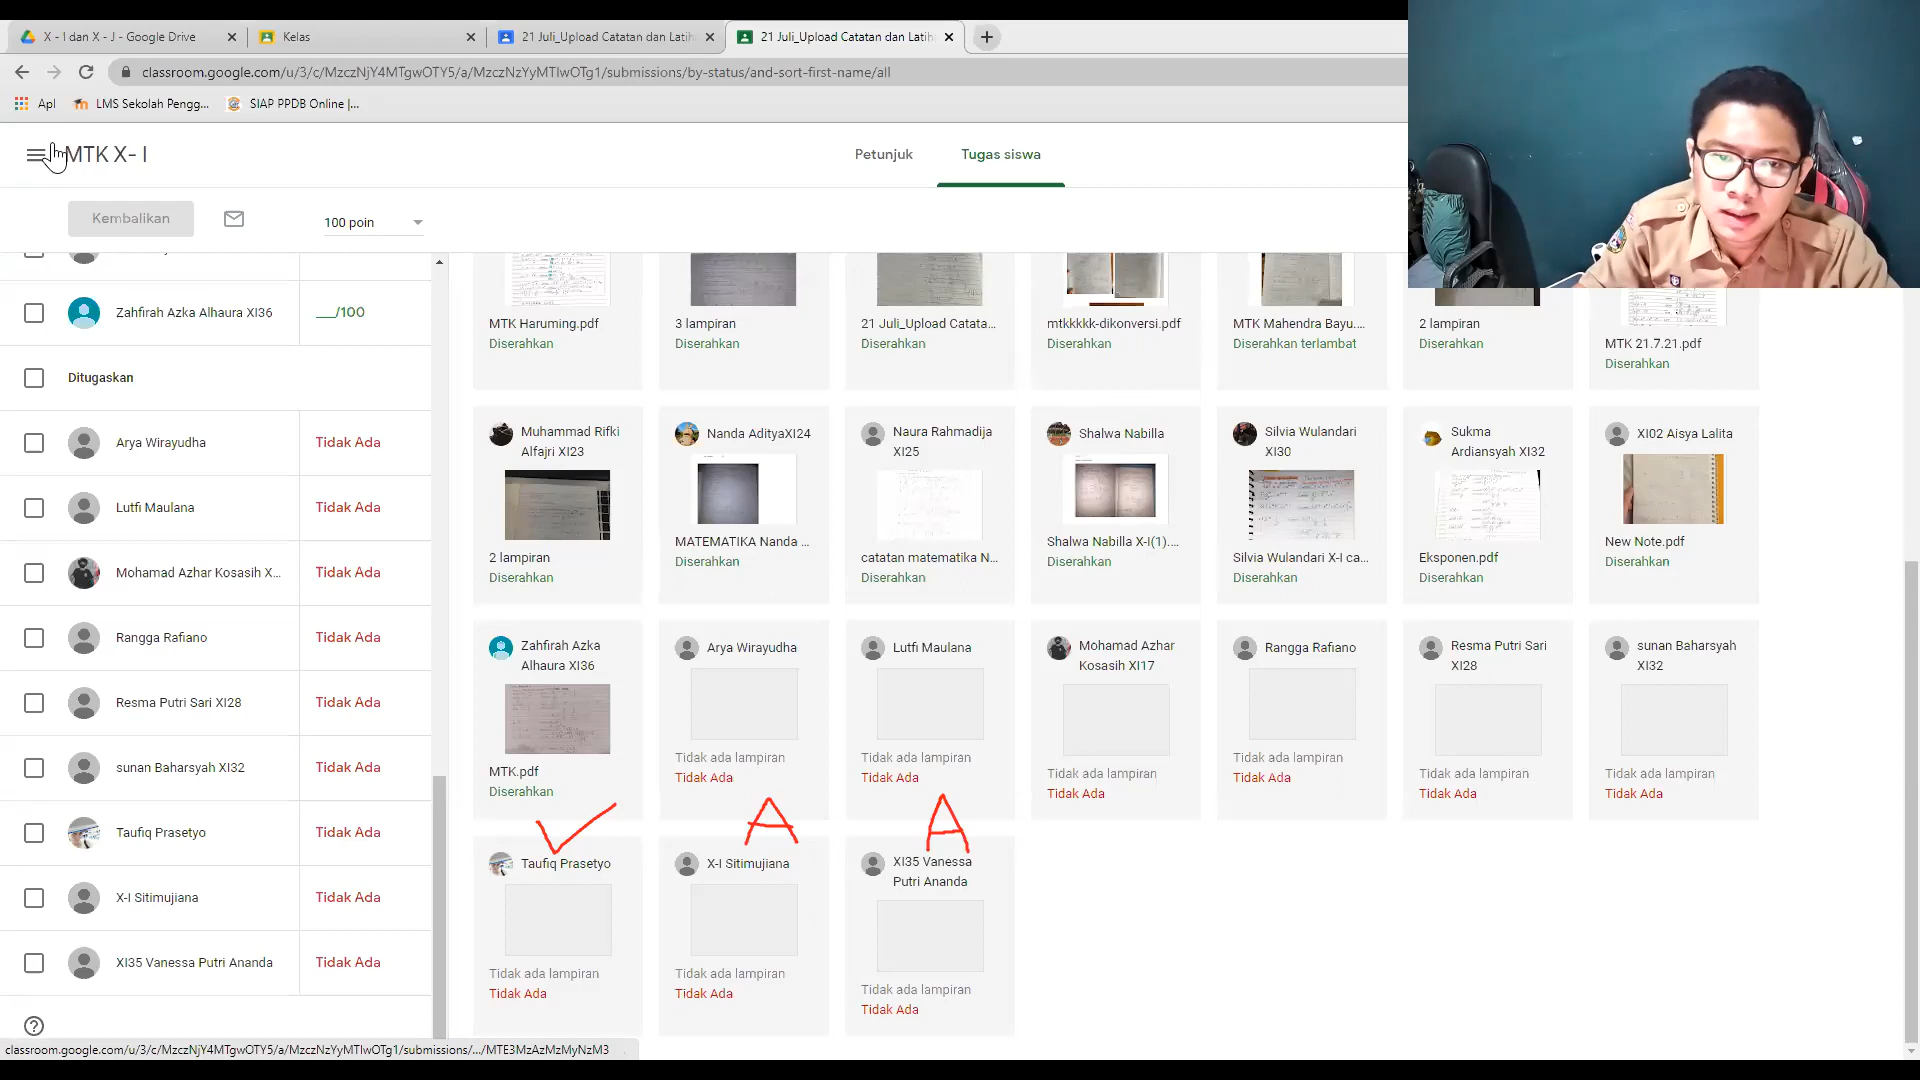 X - I dan X - J - Google Drive
Kelas
21 Juli_Upload Catatan dan Latih
21 Juli_Upload Catatan dan Latih
classroom.google.com/u/3/c/MzczNjY4MTgwOTY5/a/MzczNzYyMTIwOTg1/submissions/by-status/and-sort-first-name/all
Apl
LMS Sekolah Pengg...
SIAP PPDB Online |...
MTK X- I
Petunjuk
Tugas siswa
Kembalikan
100 poin
Zahfirah Azka Alhaura XI36
___/100
Ditugaskan
Arya Wirayudha
Tidak Ada
Lutfi Maulana
Tidak Ada
Mohamad Azhar Kosasih X...
Tidak Ada
Rangga Rafiano
Tidak Ada
Resma Putri Sari XI28
Tidak Ada
sunan Baharsyah XI32
Tidak Ada
Taufiq Prasetyo
Tidak Ada
X-I Sitimujiana
Tidak Ada
XI35 Vanessa Putri Ananda
Tidak Ada
MTK Haruming.pdf
Diserahkan
3 lampiran
Diserahkan
21 Juli_Upload Catata...
Diserahkan
mtkkkkk-dikonversi.pdf
Diserahkan
MTK Mahendra Bayu....
Diserahkan terlambat
2 lampiran
Diserahkan
MTK 21.7.21.pdf
Diserahkan
Muhammad Rifki
Alfajri XI23
2 lampiran
Diserahkan
Nanda AdityaXI24
MATEMATIKA Nanda ...
Diserahkan
Naura Rahmadija
XI25
catatan matematika N...
Diserahkan
Shalwa Nabilla
Shalwa Nabilla X-I(1)....
Diserahkan
Silvia Wulandari
XI30
Silvia Wulandari X-I ca...
Diserahkan
Sukma
Ardiansyah XI32
Eksponen.pdf
Diserahkan
XI02 Aisya Lalita
New Note.pdf
Diserahkan
Zahfirah Azka
Alhaura XI36
MTK.pdf
Diserahkan
Arya Wirayudha
Tidak ada lampiran
Tidak Ada
A
Lutfi Maulana
Tidak ada lampiran
Tidak Ada
A
Mohamad Azhar
Kosasih XI17
Tidak ada lampiran
Tidak Ada
Rangga Rafiano
Tidak ada lampiran
Tidak Ada
Resma Putri Sari
XI28
Tidak ada lampiran
Tidak Ada
sunan Baharsyah
XI32
Tidak ada lampiran
Tidak Ada
Taufiq Prasetyo
Tidak ada lampiran
Tidak Ada
X-I Sitimujiana
Tidak ada lampiran
Tidak Ada
XI35 Vanessa
Putri Ananda
Tidak ada lampiran
Tidak Ada
classroom.google.com/u/3/c/MzczNjY4MTgwOTY5/a/MzczNzYyMTIwOTg1/submissions/.../MTE3MzAzMzMyNzM3